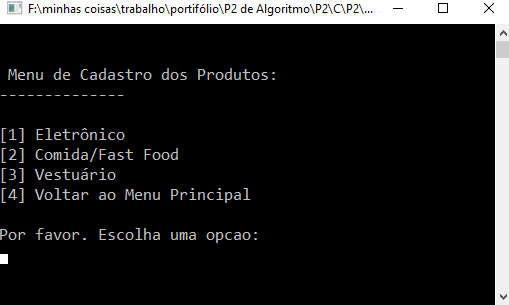 F:\minhas coisas\trabalho\portifólio\P2 de Algoritmo\P2\C\P2\...
Menu de Cadastro dos Produtos:
--------------
[1] Eletrônico
[2] Comida/Fast Food
[3] Vestuário
[4] Voltar ao Menu Principal
Por favor. Escolha uma opcao: